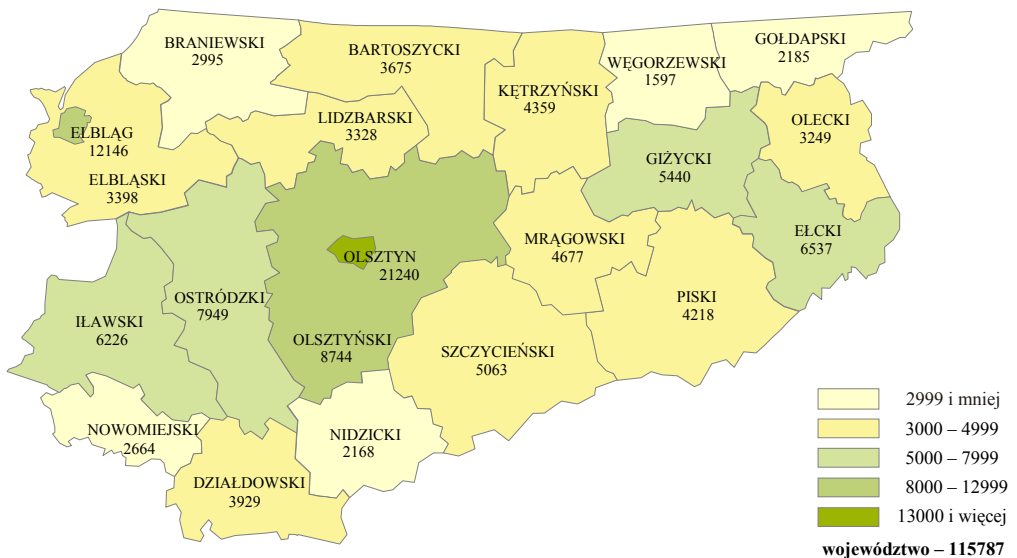 BRANIEWSKI
2995
BARTOSZYCKI
3675
GOŁDAPSKI
2185
WĘGORZEWSKI
1597
KĘTRZYŃSKI
4359
LIDZBARSKI
3328
OLECKI
3249
ELBLĄG
12146
GIŻYCKI
5440
ELBLĄSKI
3398
EŁCKI
6537
MRĄGOWSKI
4677
OLSZTYN
21240
OSTRÓDZKI
7949
PISKI
4218
IŁAWSKI
6226
OLSZTYŃSKI
8744
SZCZYCIEŃSKI
5063
NOWOMIEJSKI
2664
NIDZICKI
2168
DZIAŁDOWSKI
3929
2999 i mniej
3000 – 4999
5000 – 7999
8000 – 12999
13000 i więcej
województwo – 115787